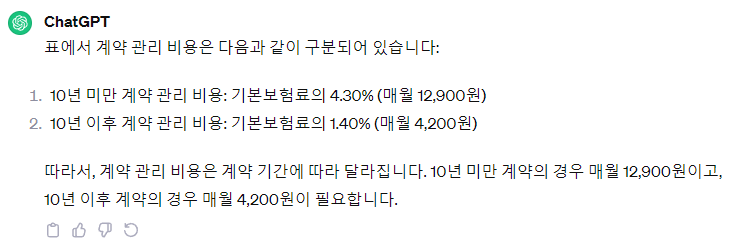 ChatGPT
표에서 계약 관리 비용은 다음과 같이 구분되어 있습니다:
1. 10년 미만 계약 관리 비용: 기본보험료의 4.30% (매월 12,900원)
2. 10년 이후 계약 관리 비용: 기본보험료의 1.40% (매월 4,200원)
따라서, 계약 관리 비용은 계약 기간에 따라 달라집니다. 10년 미만 계약의 경우 매월 12,900원이고,
10년 이후 계약의 경우 매월 4,200원이 필요합니다.